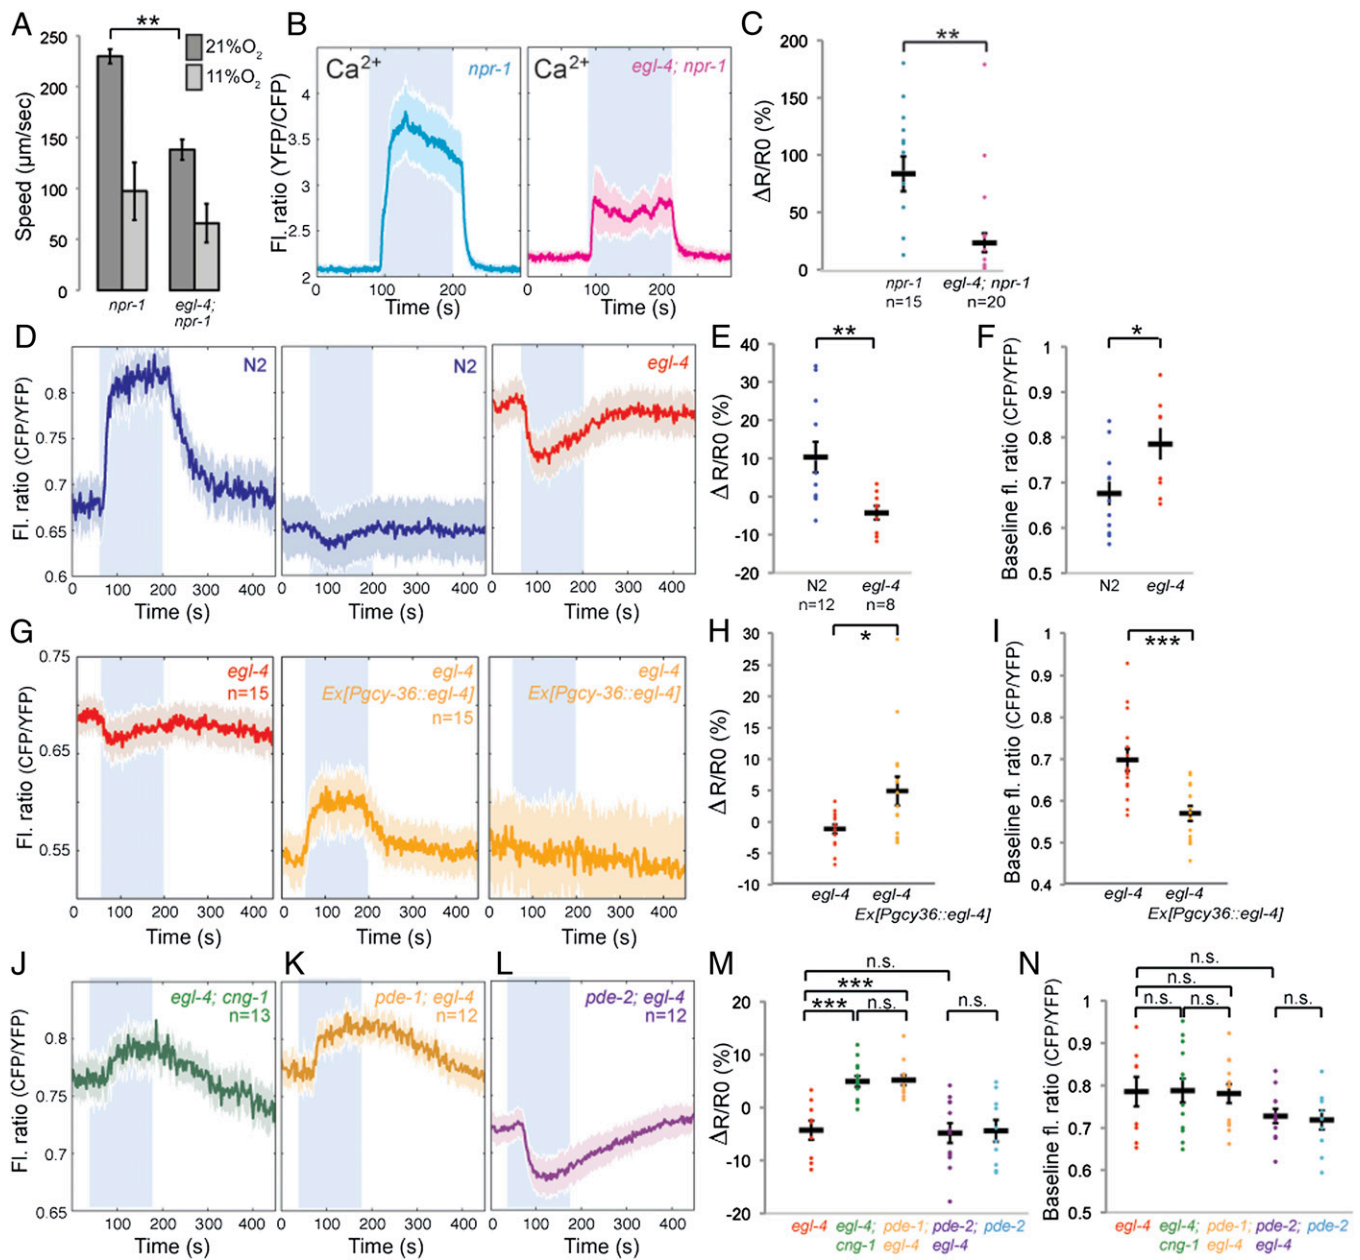 A
**
21%O2
11%O2
Speed (μm/sec)
250
200
150
100
50
0
npr-1
egl-4;
npr-1
B
Ca2+
npr-1
Ca2+
egl-4; npr-1
Fl. ratio (YFP/CFP)
4
3.5
3
2.5
2
0 100 200
0 100 200
Time (s)
Time (s)
C
**
ΔR/R0 (%)
200
150
100
50
0
npr-1
n=15
egl-4; npr-1
n=20
D
N2
N2
egl-4
Fl. ratio (CFP/YFP)
0.8
0.75
0.7
0.65
0.6
0 100 200 300 400
0 100 200 300 400
0 100 200 300 400
Time (s)
Time (s)
Time (s)
E
**
ΔR/R0 (%)
40
30
20
10
0
-10
-20
N2
n=12
egl-4
n=8
F
*
Baseline fl. ratio (CFP/YFP)
1
0.9
0.8
0.7
0.6
0.5
N2
egl-4
G
egl-4
n=15
egl-4
Ex[Pgcy-36::egl-4]
n=15
egl-4
Ex[Pgcy-36::egl-4]
Fl. ratio (CFP/YFP)
0.75
0.65
0.55
0 100 200 300 400
0 100 200 300 400
0 100 200 300 400
Time (s)
Time (s)
Time (s)
H
*
ΔR/R0 (%)
30
25
20
15
10
5
0
-5
-10
egl-4
egl-4
Ex[Pgcy36::egl-4]
I
***
Baseline fl. ratio (CFP/YFP)
1
0.9
0.8
0.7
0.6
0.5
0.4
egl-4
egl-4
Ex[Pgcy36::egl-4]
J
egl-4; cng-1
n=13
Fl. ratio (CFP/YFP)
0.8
0.75
0.7
0.65
100 200 300 400
Time (s)
K
pde-1; egl-4
n=12
0 100 200 300 400
Time (s)
L
pde-2; egl-4
n=12
0 100 200 300 400
Time (s)
M
n.s.
***
***
n.s.
n.s.
ΔR/R0 (%)
20
10
0
-10
-20
egl-4
egl-4;
cng-1
pde-1;
egl-4
pde-2;
egl-4
pde-2
N
n.s.
n.s.
n.s.
n.s.
n.s.
Baseline fl. ratio (CFP/YFP)
1
0.9
0.8
0.7
0.6
0.5
egl-4
egl-4;
cng-1
pde-1;
egl-4
pde-2;
egl-4
pde-2